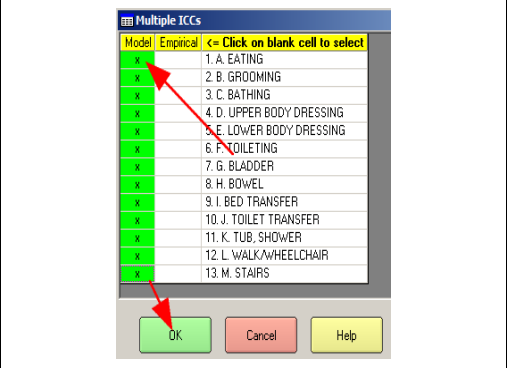 Multiple ICCs
Model Empirical <= Click on blank cell to select
x 1. A. EATING
x 2. B. GROOMING
x 3. C. BATHING
x 4. D. UPPER BODY DRESSING
x 5. E. LOWER BODY DRESSING
x 6. F. TOILETING
x 7. G. BLADDER
x 8. H. BOWEL
x 9. I. BED TRANSFER
x 10. J. TOILET TRANSFER
x 11. K. TUB, SHOWER
x 12. L. WALK/WHEELCHAIR
x 13. M. STAIRS
OK Cancel Help